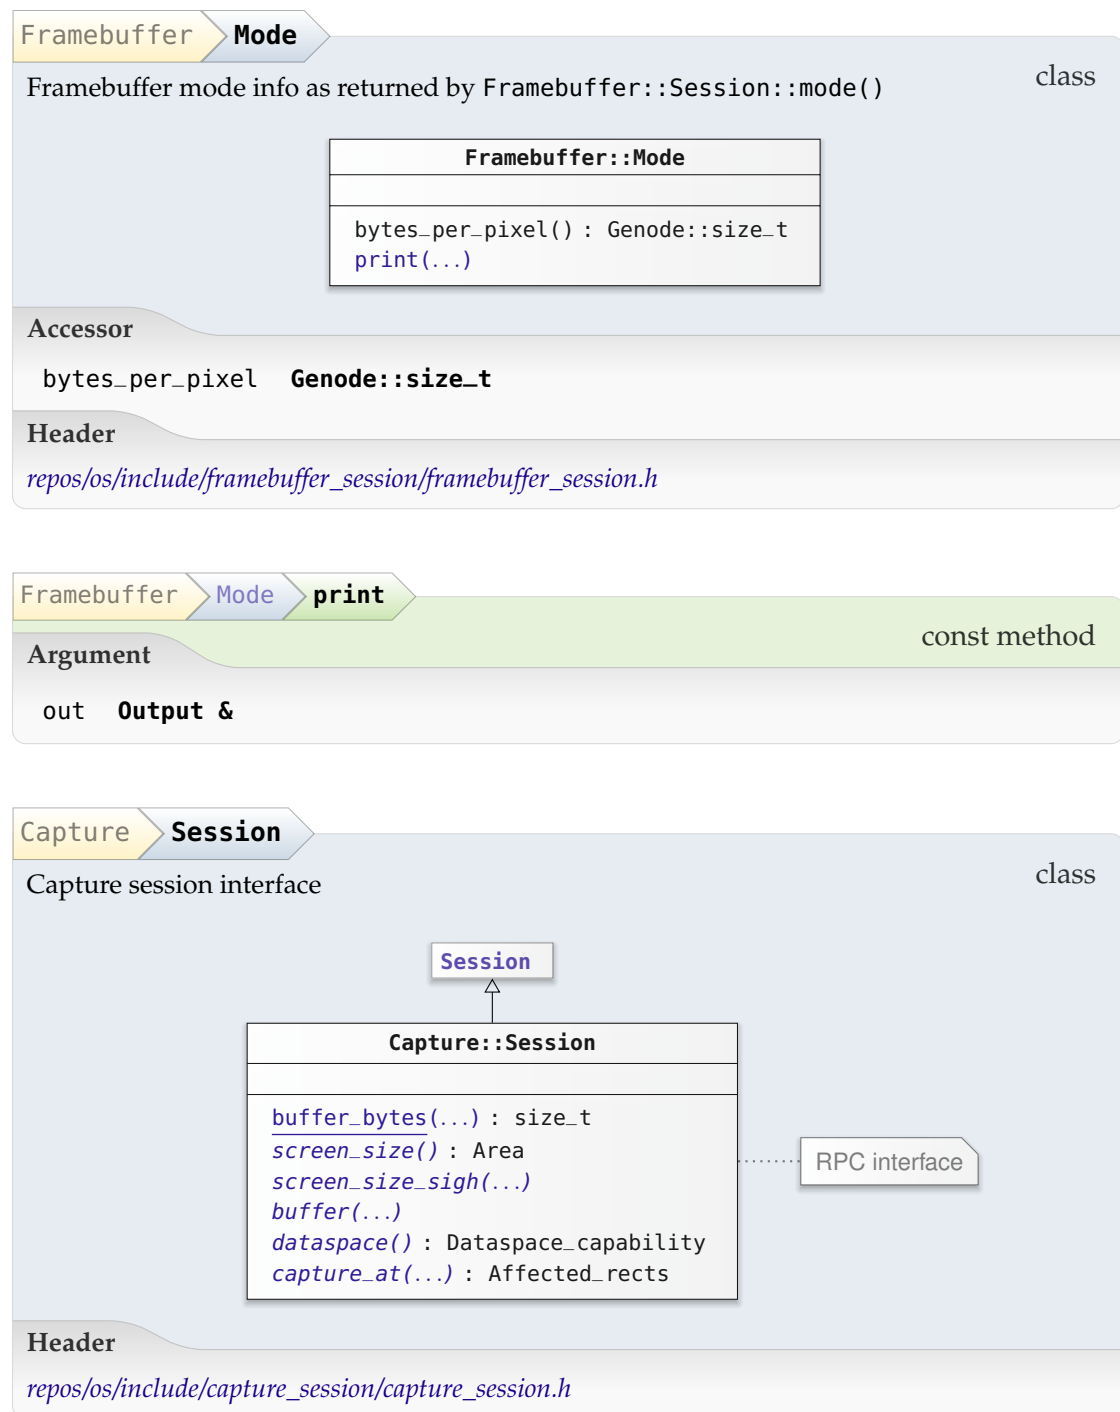 Framebuffer Mode
class
Framebuffer mode info as returned by Framebuffer::Session::mode()
Framebuffer::Mode
bytes_per_pixel() : Genode::size_t
print(...)
Accessor
bytes_per_pixel Genode::size_t
Header
repos/os/include/framebuffer_session/framebuffer_session.h
Framebuffer Mode print
const method
Argument
out Output &
Capture Session
class
Capture session interface
Session
Capture::Session
buffer_bytes(...) : size_t
screen_size() : Area
screen_size_sigh(...)
buffer(...)
dataspace() : Dataspace_capability
capture_at(...) : Affected_rects
RPC interface
Header
repos/os/include/capture_session/capture_session.h